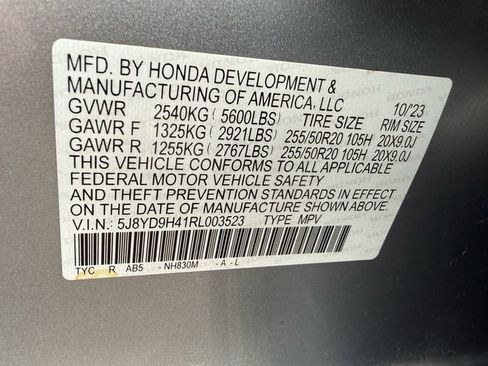 MFD. BY HONDA DEVELOPMENT &
MANUFACTURING OF AMERICA, LLC 10/23
GVWR 2540KG( 5600LBS) TIRE SIZE RIM SIZE
GAWR F 1325KG( 2921LBS) 255/50R20 105H 20X9.0J
GAWR R 1255KG( 2767LBS) 255/50R20 105H 20X9.0J
THIS VEHICLE CONFORMS TO ALL APPLICABLE
FEDERAL MOTOR VEHICLE SAFETY
AND THEFT PREVENTION STANDARDS IN EFFECT
ON THE DATE OF MANUFACTURE SHOWN ABOVE.
V.I.N.: 5J8YD9H41RL003523 TYPE MPV
TYC R AB5 -NH830M -A -L